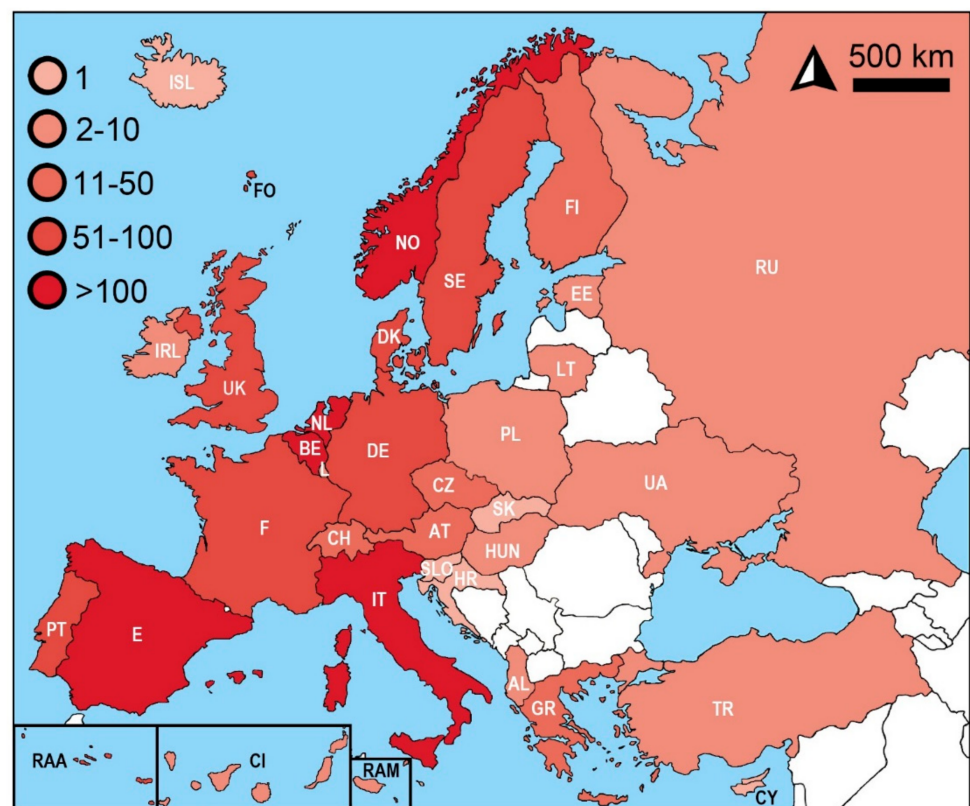 500 km
1
2-10
11-50
51-100
>100
ISL
FO
NO
SE
FI
RU
EE
LT
IRL
UK
DK
NL
BE
L
DE
PL
CZ
SK
UA
F
CH
AT
HUN
SLO
HR
PT
E
IT
AL
GR
TR
CY
RAA
CI
RAM